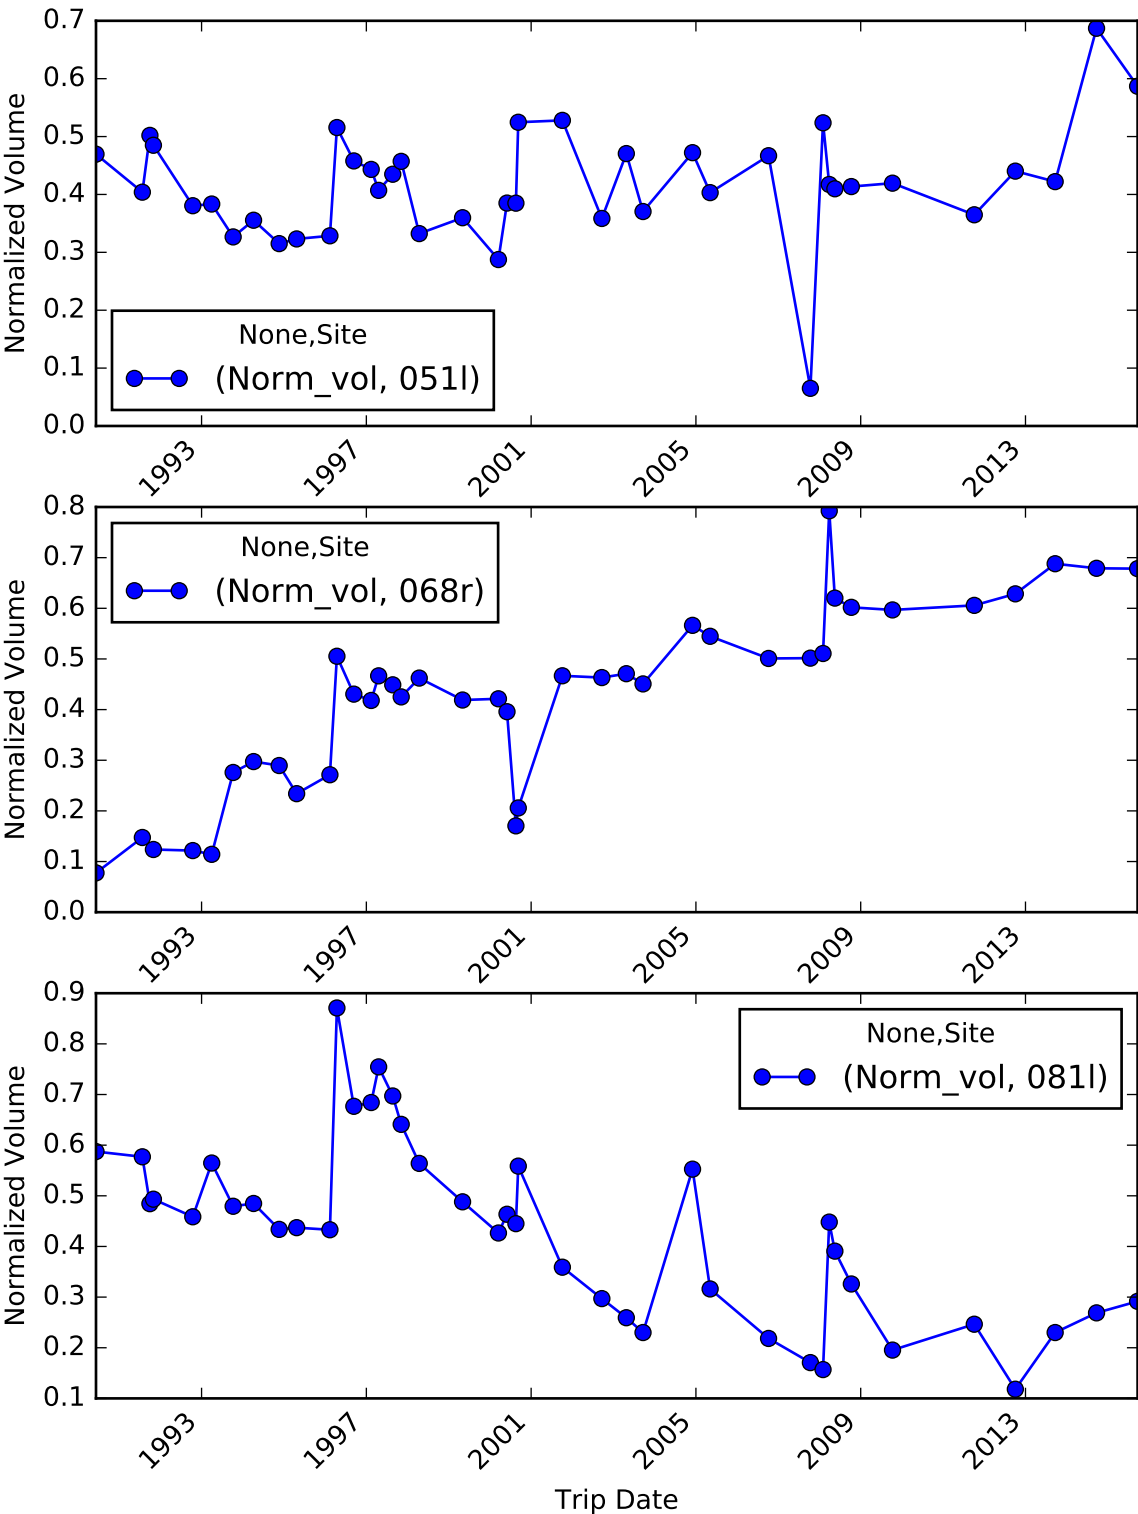 0.7
0.6
0.5
0.4
0.3
0.2
0.1
0.0
Normalized Volume
None,Site
(Norm_vol, 051l)
1993 1997 2001 2005 2009 2013
0.8
0.7
0.6
0.5
0.4
0.3
0.2
0.1
0.0
Normalized Volume
None,Site
(Norm_vol, 068r)
1993 1997 2001 2005 2009 2013
0.9
0.8
0.7
0.6
0.5
0.4
0.3
0.2
0.1
Normalized Volume
None,Site
(Norm_vol, 081l)
1993 1997 2001 2005 2009 2013
Trip Date